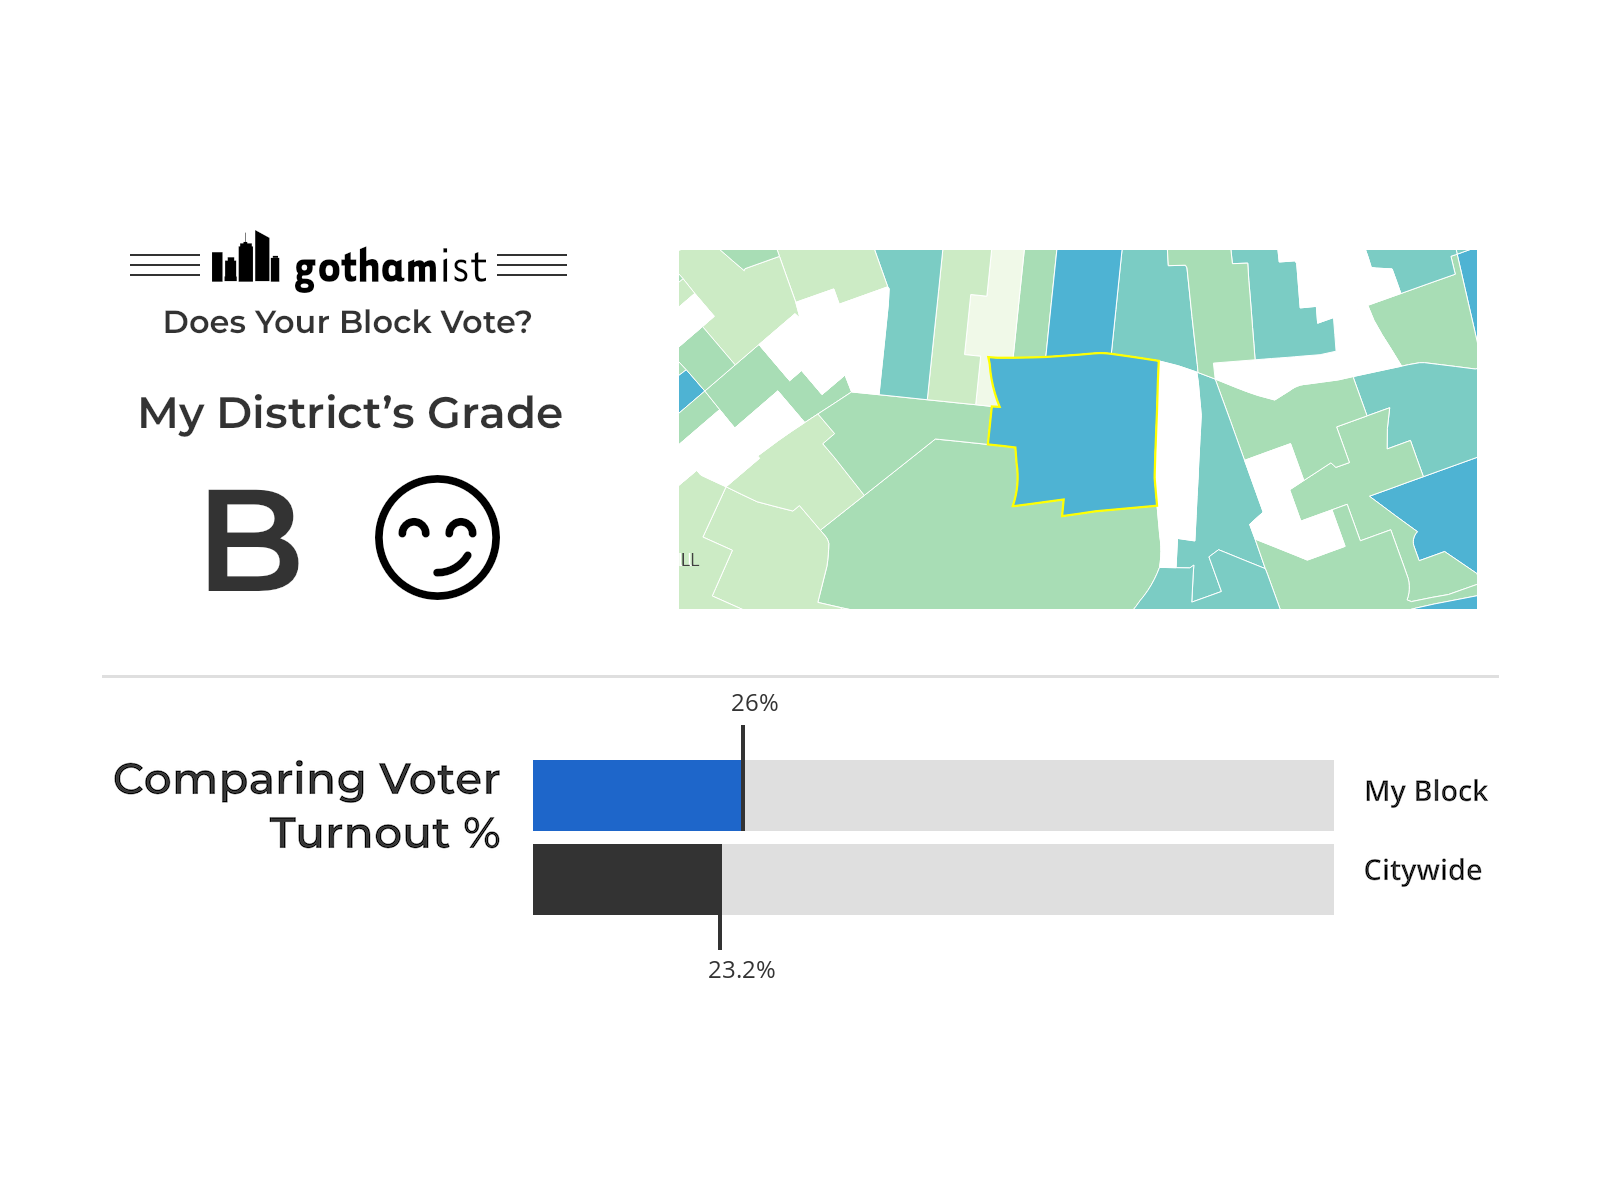 gothamist
Does Your Block Vote?
My District's Grade
B
LL
26%
Comparing Voter
Turnout %
My Block
Citywide
23.2%